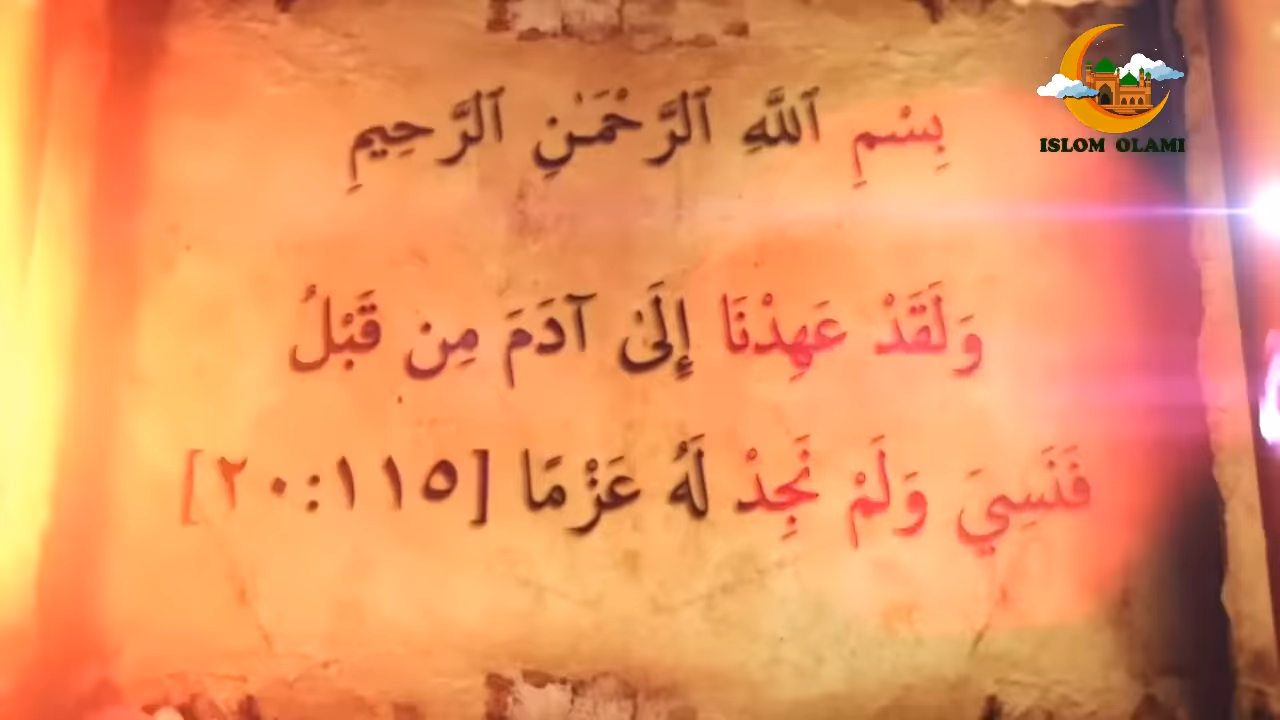 بِسْمِ ٱللَّهِ ٱلرَّحْمَـٰنِ ٱلرَّحِيمِ
ISLOM OLAMI
وَلَقَدْ عَهِدْنَا إِلَىٰ آدَمَ مِن قَبْلُ
فَنَسِيَ وَلَمْ نَجِدْ لَهُ عَزْمًا [٢٠:١١٥]